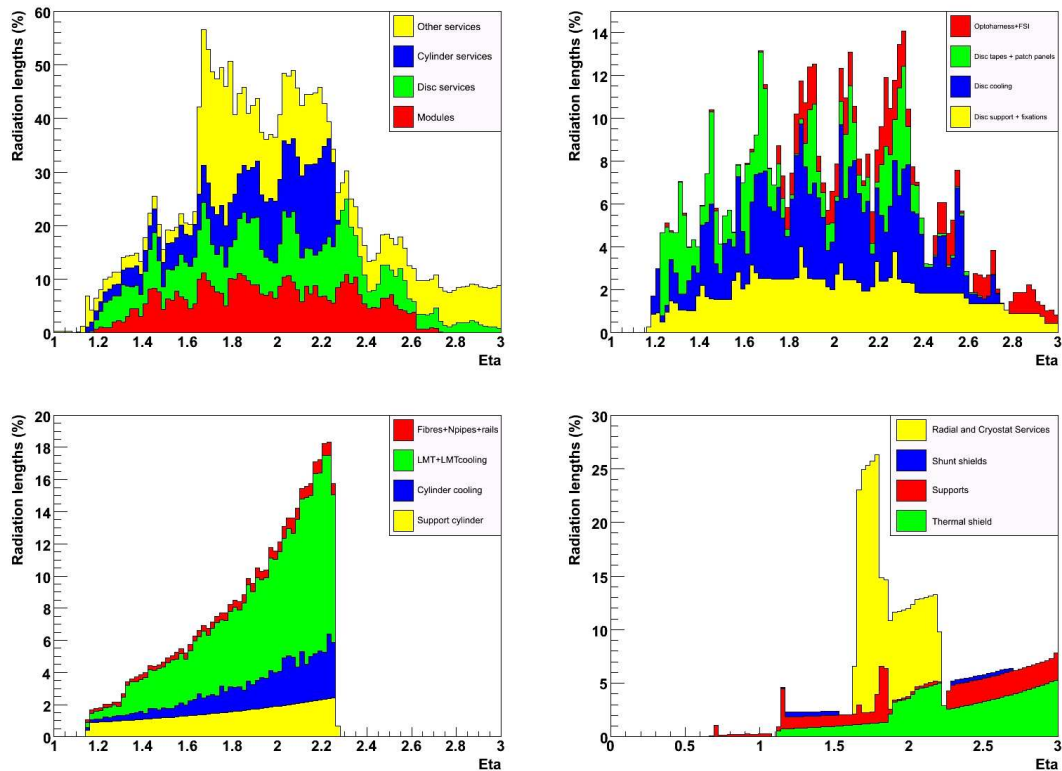 Radiation lengths (%)
60
50
40
30
20
10
0
Other services
Cylinder services
Disc services
Modules
1 1.2 1.4 1.6 1.8 2 2.2 2.4 2.6 2.8 3
Eta
Radiation lengths (%)
14
12
10
8
6
4
2
0
Optoharness+FSI
Disc tapes + patch panels
Disc cooling
Disc support + fixations
1 1.2 1.4 1.6 1.8 2 2.2 2.4 2.6 2.8 3
Eta
Radiation lengths (%)
20
18
16
14
12
10
8
6
4
2
0
Fibres+Npipes+rails
LMT+LMTcooling
Cylinder cooling
Support cylinder
1 1.2 1.4 1.6 1.8 2 2.2 2.4 2.6 2.8 3
Eta
Radiation lengths (%)
30
25
20
15
10
5
0
Radial and Cryostat Services
Shunt shields
Supports
Thermal shield
0 0.5 1 1.5 2 2.5 3
Eta